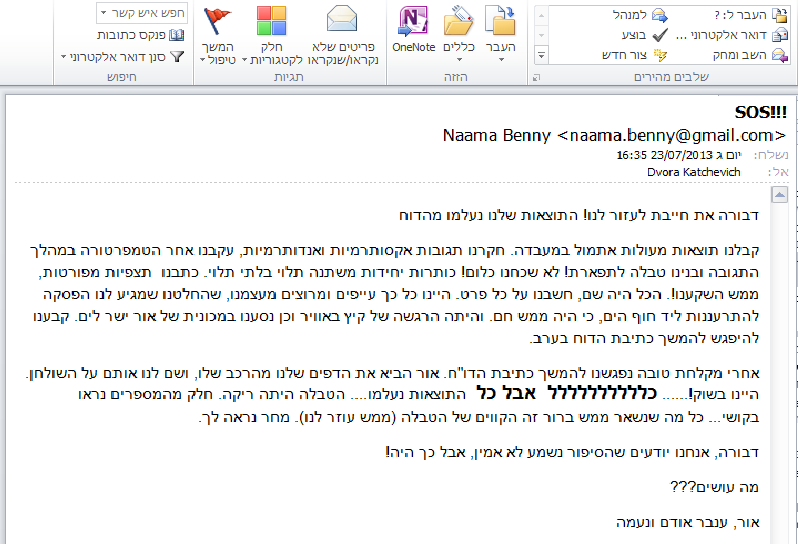 העבר ל: ?
למנהל
דואר אלקטרוני ...
בוצע
השב ומחק
צור חדש
שלבים מהירים
העבר
כללים
OneNote
הזזה
פריטים שלא נקראו/שנקראו
חלק לקטגוריות
המשך טיפול
תגיות
חפש איש קשר
פנקס כתובות
סנן דואר אלקטרוני
חיפוש
SOS!!!
Naama Benny <naama.benny@gmail.com>
נשלח: יום ג 23/07/2013 16:35
אל: Dvora Katchevich
דבורה את חייבת לעזור לנו! התוצאות שלנו נעלמו מהדוח
קבלנו תוצאות מעולות אתמול במעבדה. חקרנו תגובות אקסותרמיות ואנדותרמיות, עקבנו אחר הטמפרטורה במהלך
התגובה ובנינו טבלה לתפארת! לא שכחנו כלום! כותרות יחידות משתנה תלוי בלתי תלוי. כתבנו תצפיות מפורטות,
ממש השקענו!. הכל היה שם, חשבנו על כל פרט. היינו כל כך עייפים ומרוצים מעצמנו, שהחלטנו שמגיע לנו הפסקה
להתרעננות ליד חוף הים, כי היה ממש חם. והיתה הרגשה של קיץ באוויר וכן נסענו במכונית של אור ישר לים. קבענו
להיפגש להמשך כתיבת הדוח בערב.
אחרי מקלחת טובה נפגשנו להמשך כתיבת הדו"ח. אור הביא את הדפים שלנו מהרכב שלו, ושם לנו אותם על השולחן.
היינו בשוק!...... כללללללללללל אבל כל התוצאות נעלמו.... הטבלה היתה ריקה. חלק מהמספרים נראו
בקושי... כל מה שנשאר ממש ברור זה הקווים של הטבלה (ממש עוזר לנו). מחר נראה לך.
דבורה, אנחנו יודעים שהסיפור נשמע לא אמין, אבל כך היה!
מה עושים???
אור, ענבר אודם ונעמה